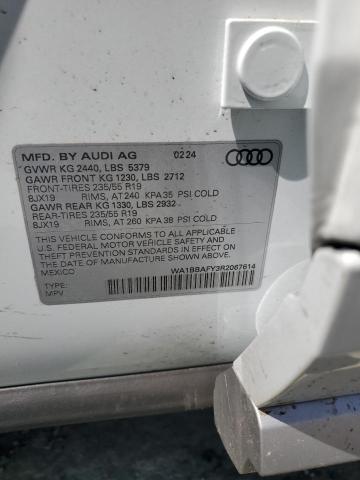 MFD. BY AUDI AG 02/24
GVWR KG 2440, LBS 5379
GAWR FRONT KG 1230, LBS 2712
FRONT-TIRES 235/55 R19
8JX19 RIMS, AT 240 KPA 35 PSI COLD
GAWR REAR KG 1330, LBS 2932
REAR-TIRES 235/55 R19
8JX19 RIMS, AT 260 KPA 38 PSI COLD
THIS VEHICLE CONFORMS TO ALL APPLICABLE
U.S. FEDERAL MOTOR VEHICLE SAFETY AND
THEFT PREVENTION STANDARDS IN EFFECT ON THE
DATE OF MANUFACTURE SHOWN ABOVE.
MEXICO WA1BBAFY3R2067614
TYPE:
MPV